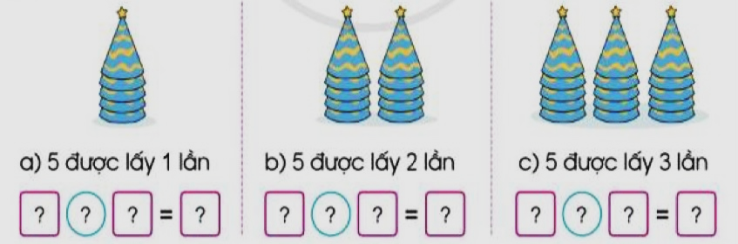 a) 5 được lấy 1 lần
? ? ? = ?
b) 5 được lấy 2 lần
? ? ? = ?
c) 5 được lấy 3 lần
? ? ? = ?